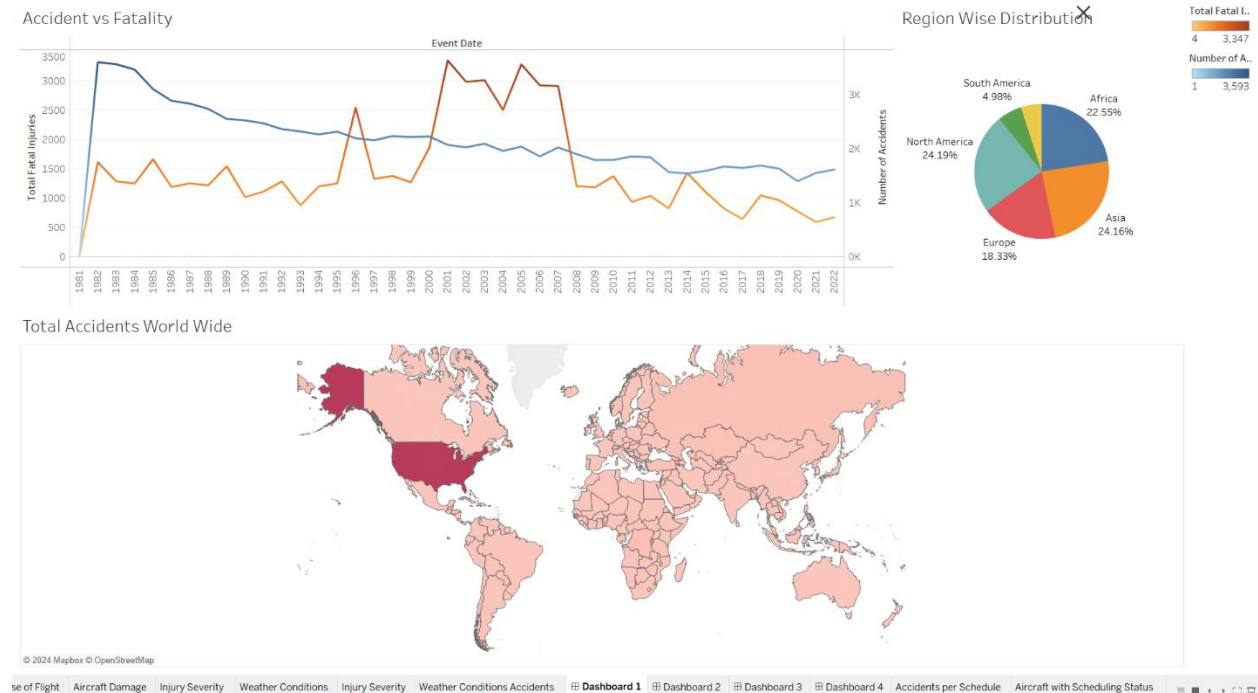 Accident vs Fatality
Event Date
Total Fatal Injuries
3500
3000
2500
2000
1500
1000
500
0
Number of Accidents
3K
2K
1K
0K
1981 1982 1983 1984 1985 1986 1987 1988 1989 1990 1991 1992 1993 1994 1995 1996 1997 1998 1999 2000 2001 2002 2003 2004 2005 2006 2007 2008 2009 2010 2011 2012 2013 2014 2015 2016 2017 2018 2019 2020 2021 2022
Region Wise Distribution
South America
4.98%
Africa
22.55%
North America
24.19%
Asia
24.16%
Europe
18.33%
Total Fatal I..
4 3,347
Number of A..
1 3,593
Total Accidents World Wide
© 2024 Mapbox © OpenStreetMap
se of Flight Aircraft Damage Injury Severity Weather Conditions Injury Severity Weather Conditions Accidents Dashboard 1 Dashboard 2 Dashboard 3 Dashboard 4 Accidents per Schedule Aircraft with Scheduling Status